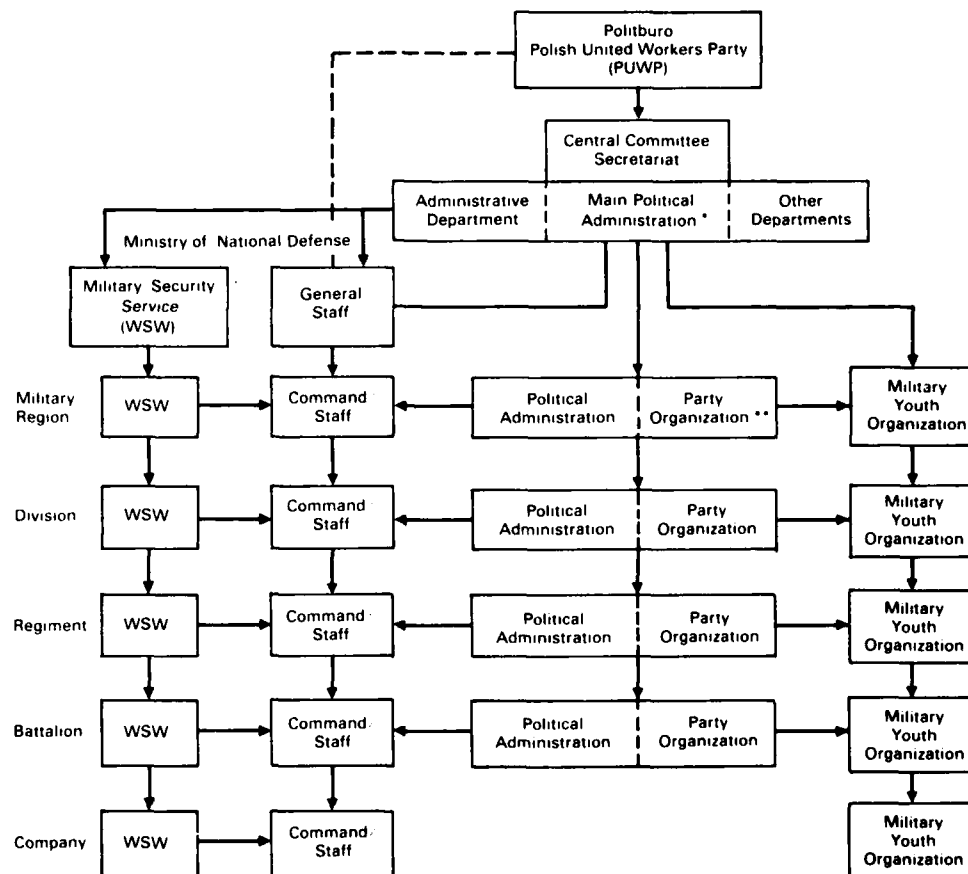 Politburo
Polish United Workers Party
(PUWP)
Central Committee
Secretariat
Administrative
Department
Main Political
Administration*
Other
Departments
Ministry of National Defense
Military Security
Service
(WSW)
General
Staff
Military
Region
WSW
Command
Staff
Political
Administration
Party
Organization**
Military
Youth
Organization
Division
WSW
Command
Staff
Political
Administration
Party
Organization
Military
Youth
Organization
Regiment
WSW
Command
Staff
Political
Administration
Party
Organization
Military
Youth
Organization
Battalion
WSW
Command
Staff
Political
Administration
Party
Organization
Military
Youth
Organization
Company
WSW
Command
Staff
Military
Youth
Organization